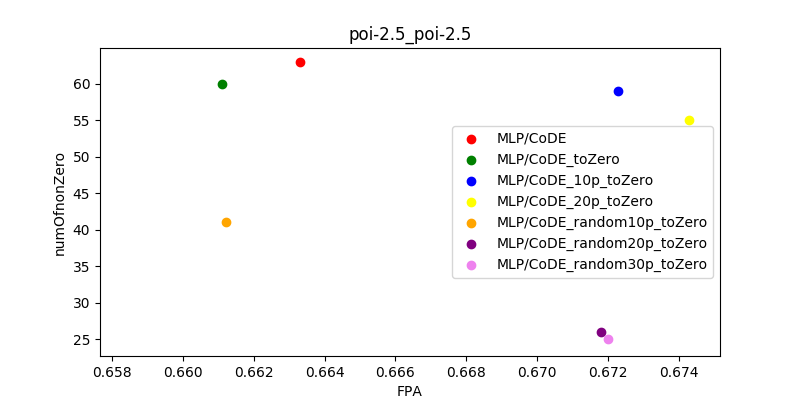 poi-2.5_poi-2.5
numOfnonZero
60
55
50
45
40
35
30
25
MLP/CoDE
MLP/CoDE_toZero
MLP/CoDE_10p_toZero
MLP/CoDE_20p_toZero
MLP/CoDE_random10p_toZero
MLP/CoDE_random20p_toZero
MLP/CoDE_random30p_toZero
0.658 0.660 0.662 0.664 0.666 0.668 0.670 0.672 0.674
FPA